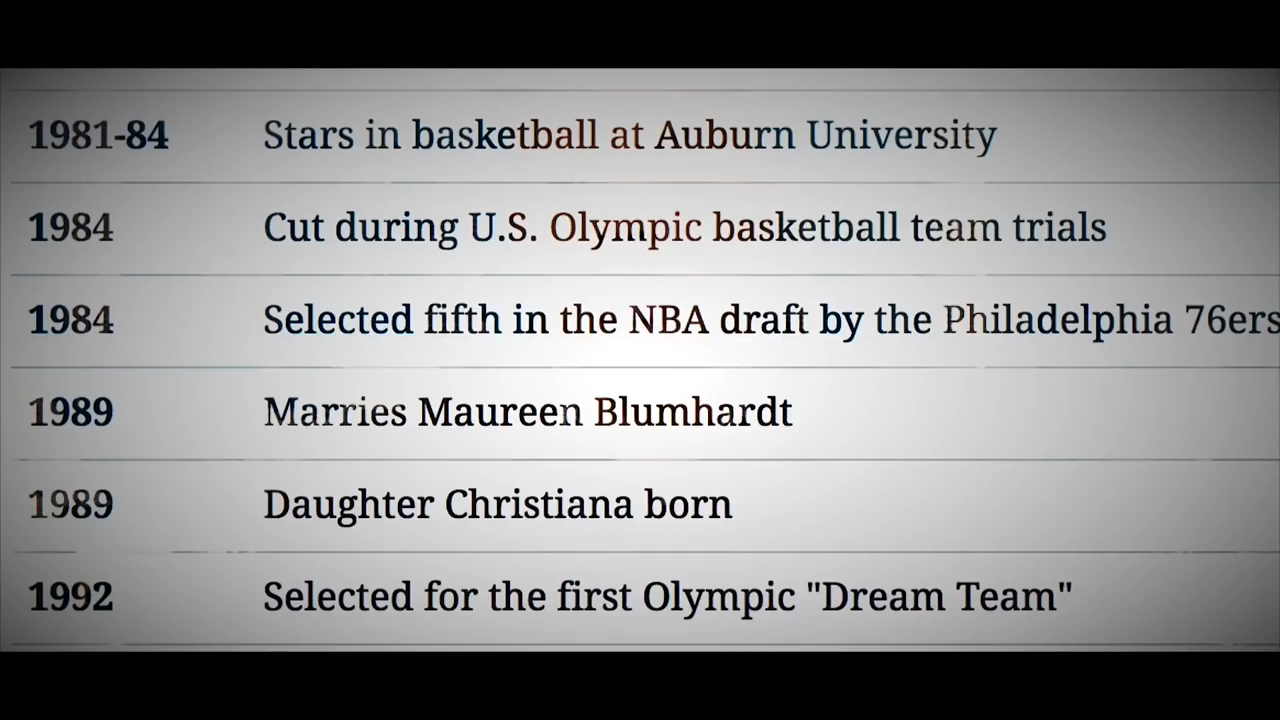 1981-84 Stars in basketball at Auburn University
1984 Cut during U.S. Olympic basketball team trials
1984 Selected fifth in the NBA draft by the Philadelphia 76ers
1989 Marries Maureen Blumhardt
1989 Daughter Christiana born
1992 Selected for the first Olympic "Dream Team"